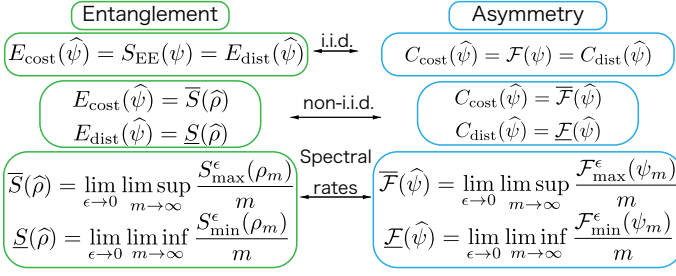 Entanglement
Asymmetry
E_cost(ψ̂) = S_EE(ψ) = E_dist(ψ̂)
i.i.d.
C_cost(ψ̂) = ℱ(ψ) = C_dist(ψ̂)
E_cost(ψ̂) = S̅(ρ̂)
E_dist(ψ̂) = S̲(ρ̂)
non-i.i.d.
C_cost(ψ̂) = ℱ̅(ψ̂)
C_dist(ψ̂) = ℱ̲(ψ̂)
S̅(ρ̂) = lim_{ϵ→0} lim sup_{m→∞} S^ϵ_max(ρ_m)/m
S̲(ρ̂) = lim_{ϵ→0} lim inf_{m→∞} S^ϵ_min(ρ_m)/m
Spectral
rates
ℱ̅(ψ̂) = lim_{ϵ→0} lim sup_{m→∞} ℱ^ϵ_max(ψ_m)/m
ℱ̲(ψ̂) = lim_{ϵ→0} lim inf_{m→∞} ℱ^ϵ_min(ψ_m)/m